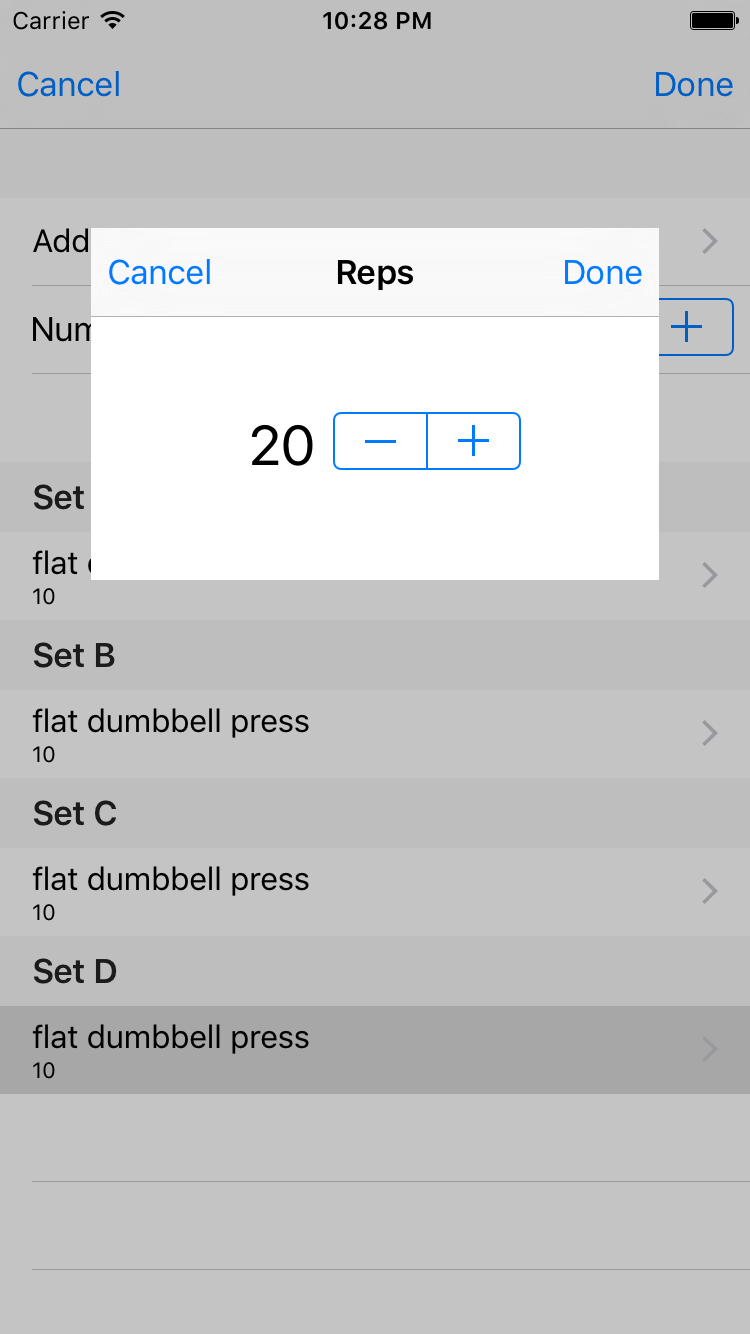 Carrier 10:28 PM
Cancel Done
Add
Cancel Reps Done
Num
20
Set
flat
10
Set B
flat dumbbell press
10
Set C
flat dumbbell press
10
Set D
flat dumbbell press
10